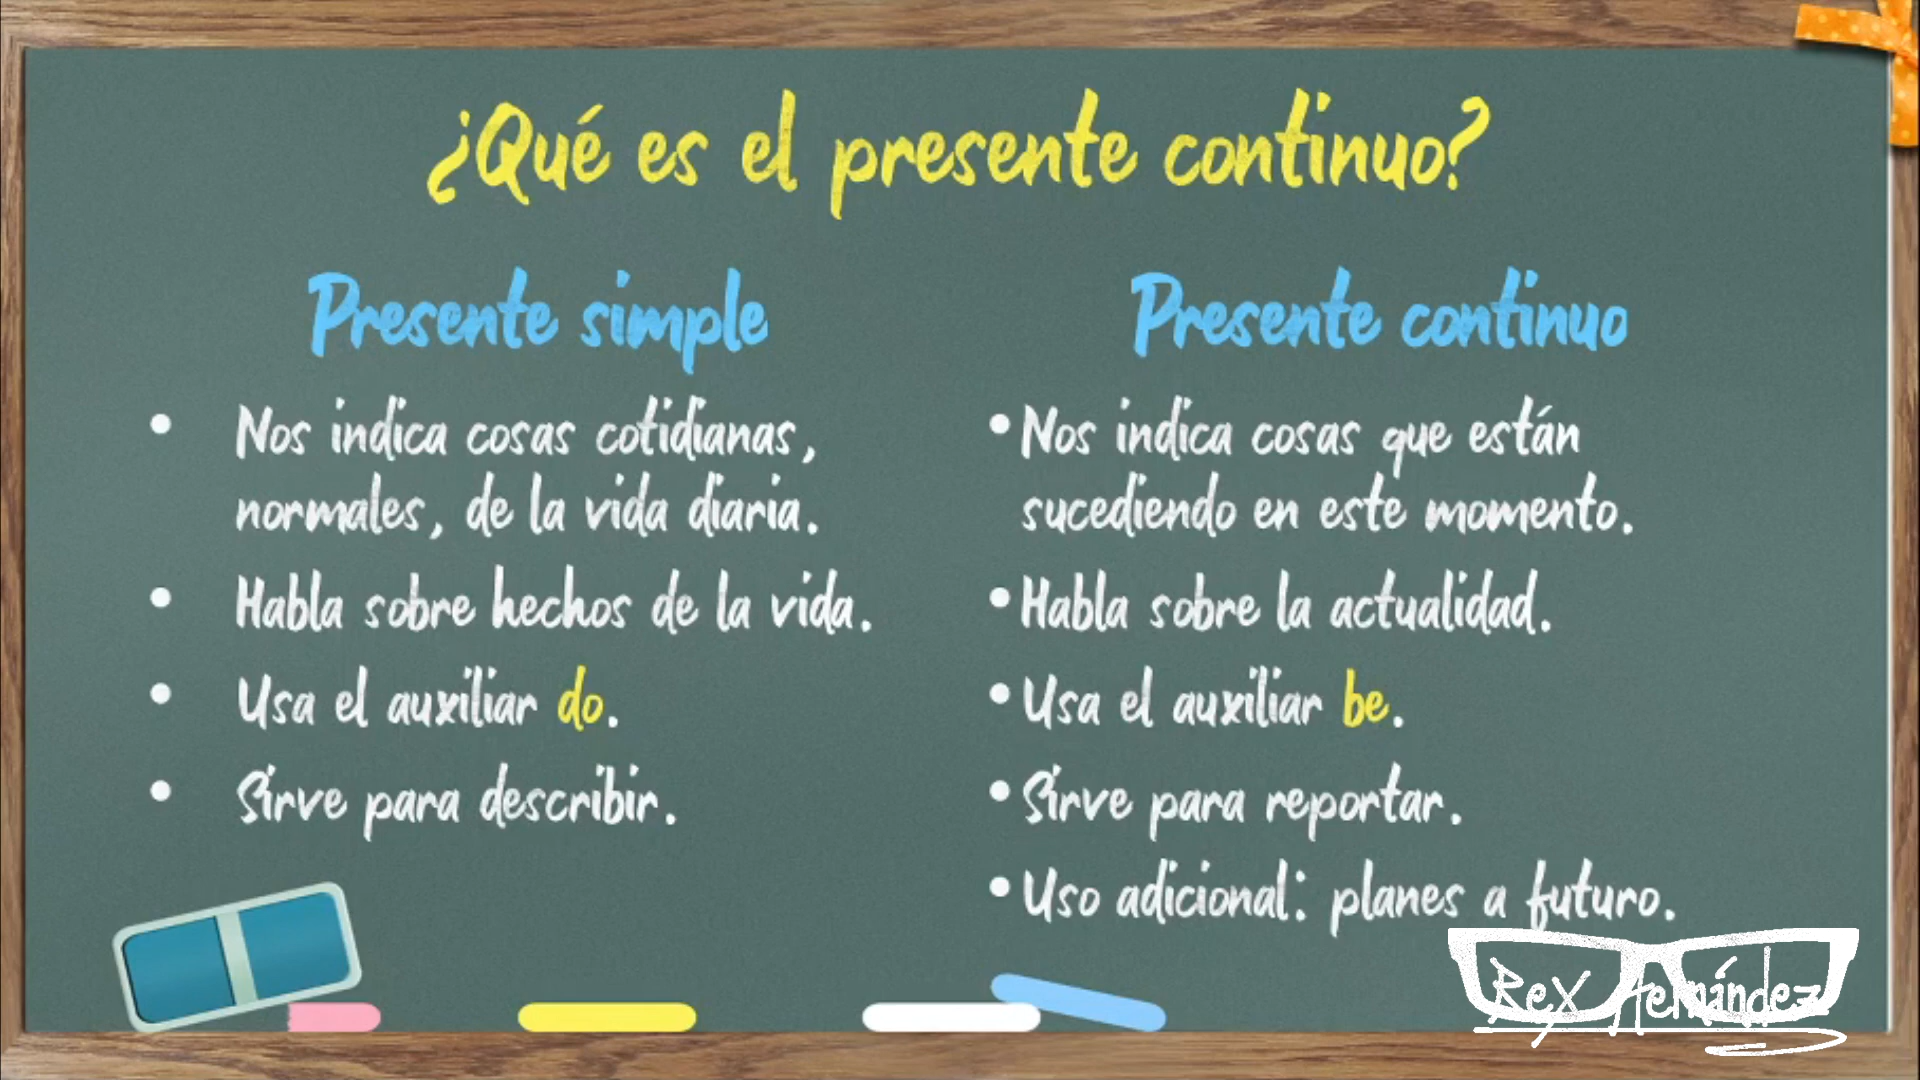 ¿Qué es el presente continuo?
Presente simple
• Nos indica cosas cotidianas,
normales, de la vida diaria.
• Habla sobre hechos de la vida.
• Usa el auxiliar do.
• Sirve para describir.
Presente continuo
• Nos indica cosas que están
sucediendo en este momento.
• Habla sobre la actualidad.
• Usa el auxiliar be.
• Sirve para reportar.
• Uso adicional: planes a futuro.
Rex Hernández